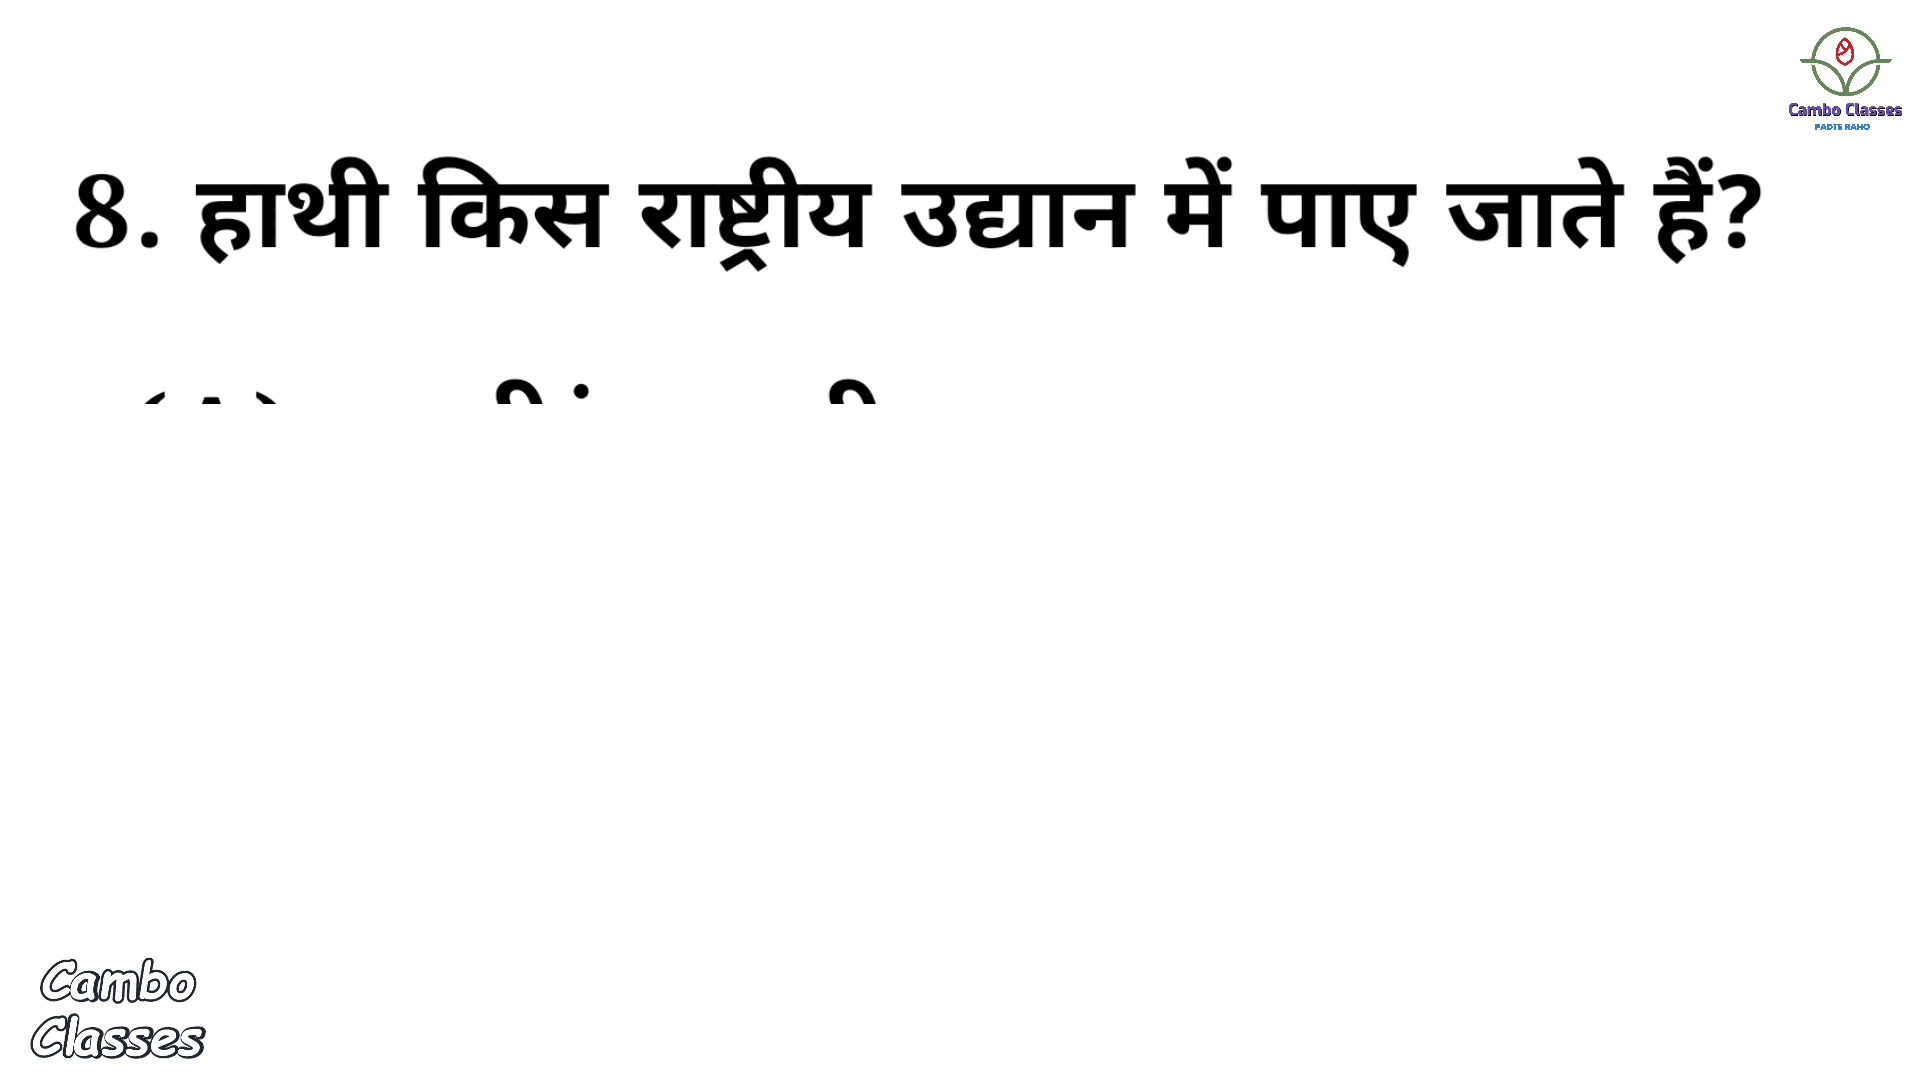 Cambo Classes
PADTE RAHO
8. हाथी किस राष्ट्रीय उद्यान में पाए जाते हैं?
Cambo
Classes